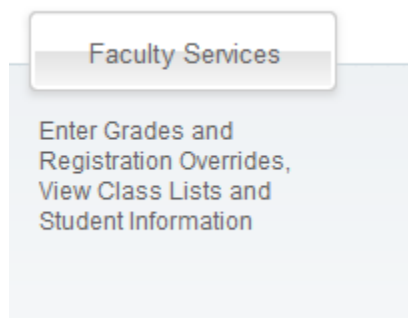 Faculty Services
Enter Grades and
Registration Overrides,
View Class Lists and
Student Information